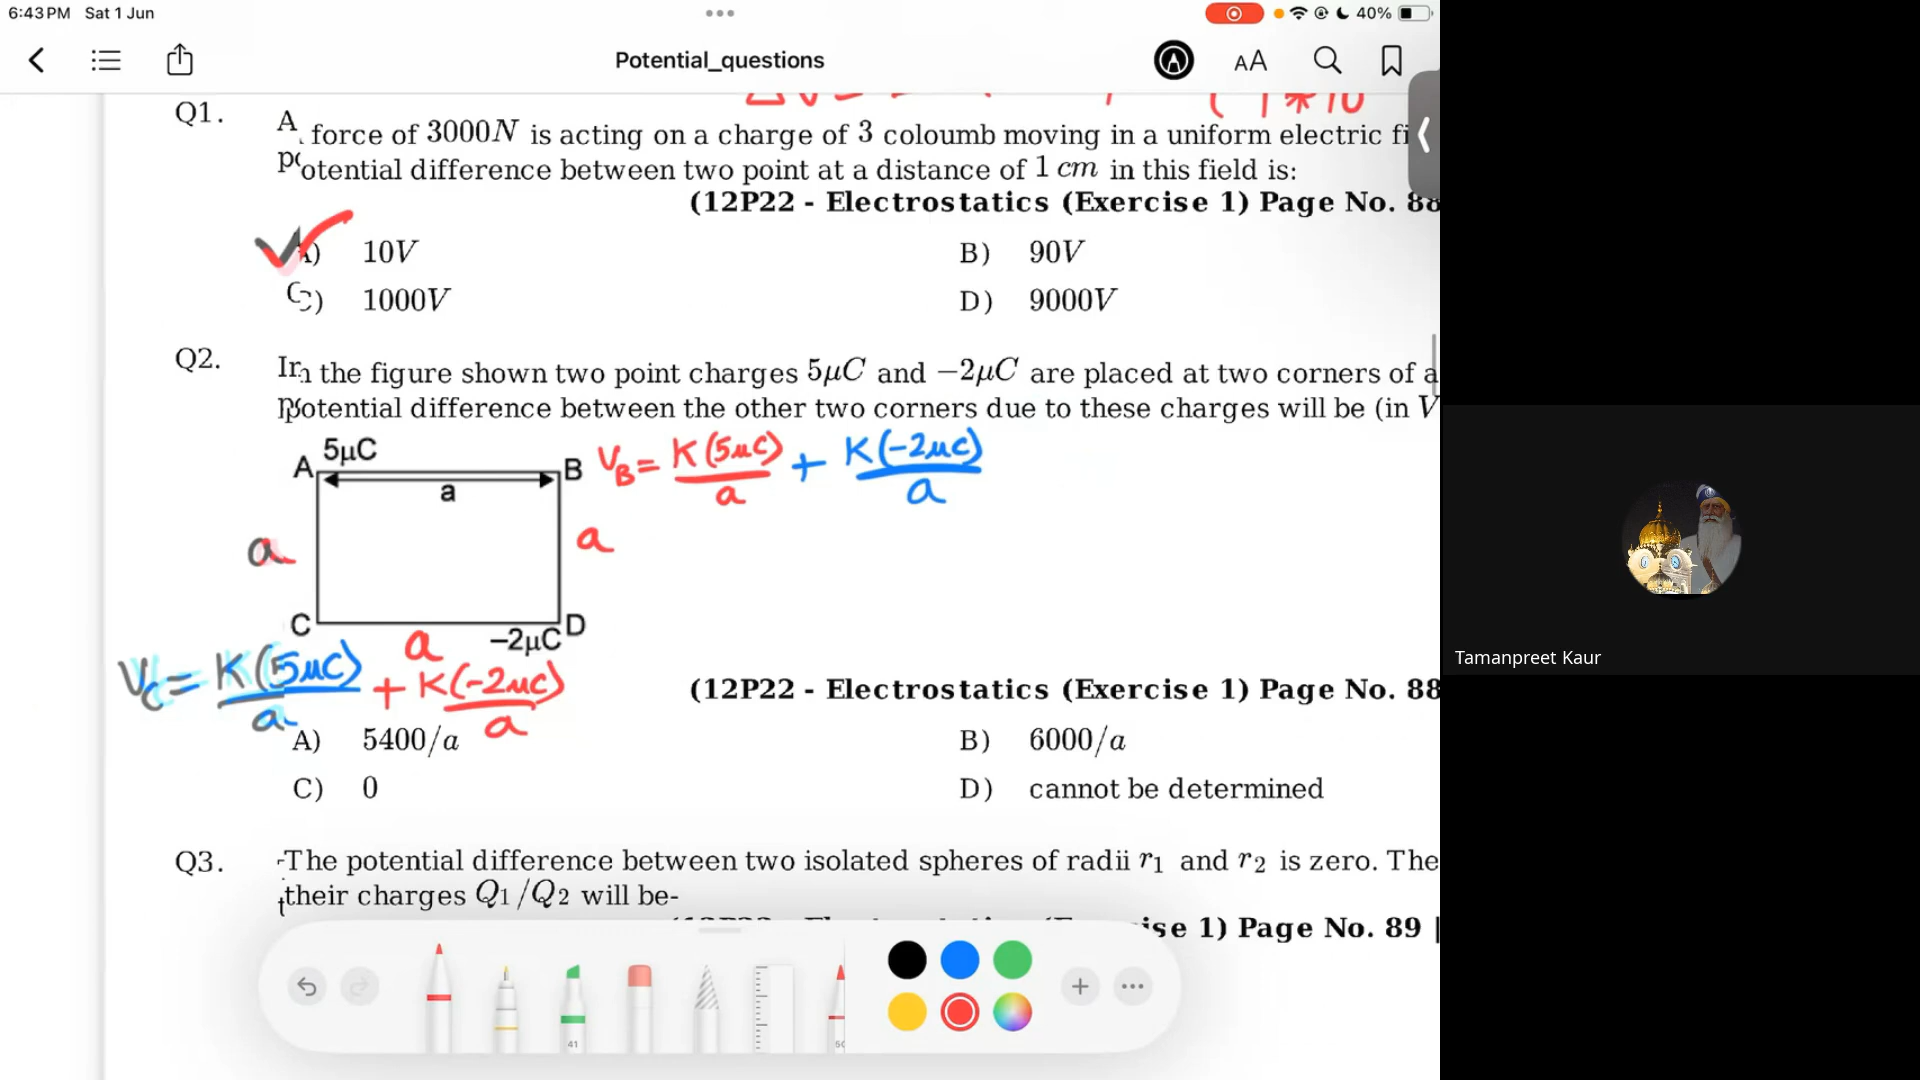 6:43 PM Sat 1 Jun
40%
Potential_questions
AA
Q1.
A force of 3000N is acting on a charge of 3 coloumb moving in a uniform electric fi
potential difference between two point at a distance of 1 cm in this field is:
(12P22 - Electrostatics (Exercise 1) Page No. 88
A) 10V
B) 90V
C) 1000V
D) 9000V
Q2.
In the figure shown two point charges 5μC and −2μC are placed at two corners of a
potential difference between the other two corners due to these charges will be (in V
A 5μC
a
B
V_B = K(5μC)/a + K(-2μC)/a
a
a
C
a
−2μC D
V_C = K(5μC)/a + K(-2μC)/a
(12P22 - Electrostatics (Exercise 1) Page No. 88
A) 5400/a
B) 6000/a
C) 0
D) cannot be determined
Q3.
The potential difference between two isolated spheres of radii r1 and r2 is zero. The
their charges Q1/Q2 will be-
ise 1) Page No. 89 |
41
Tamanpreet Kaur